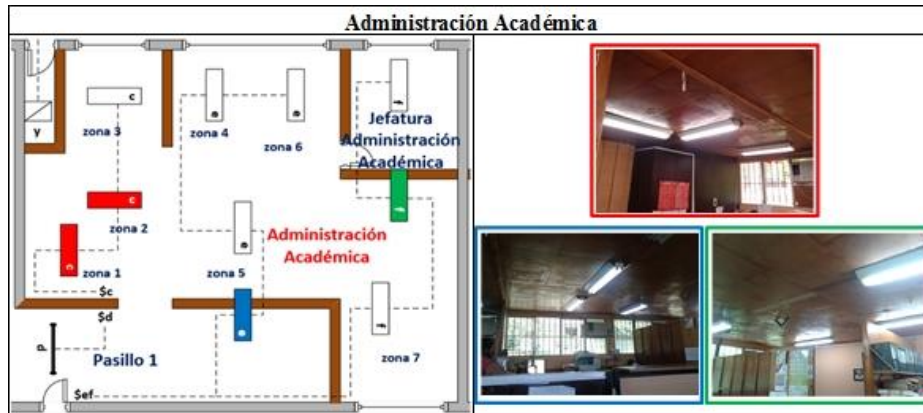 Administración Académica
y
c
zona 3
zona 4
zona 6
Jefatura
Administración
Académica
c
zona 2
Administración
Académica
c
zona 1
zona 5
$c
$d
e
d
Pasillo 1
zona 7
$ef